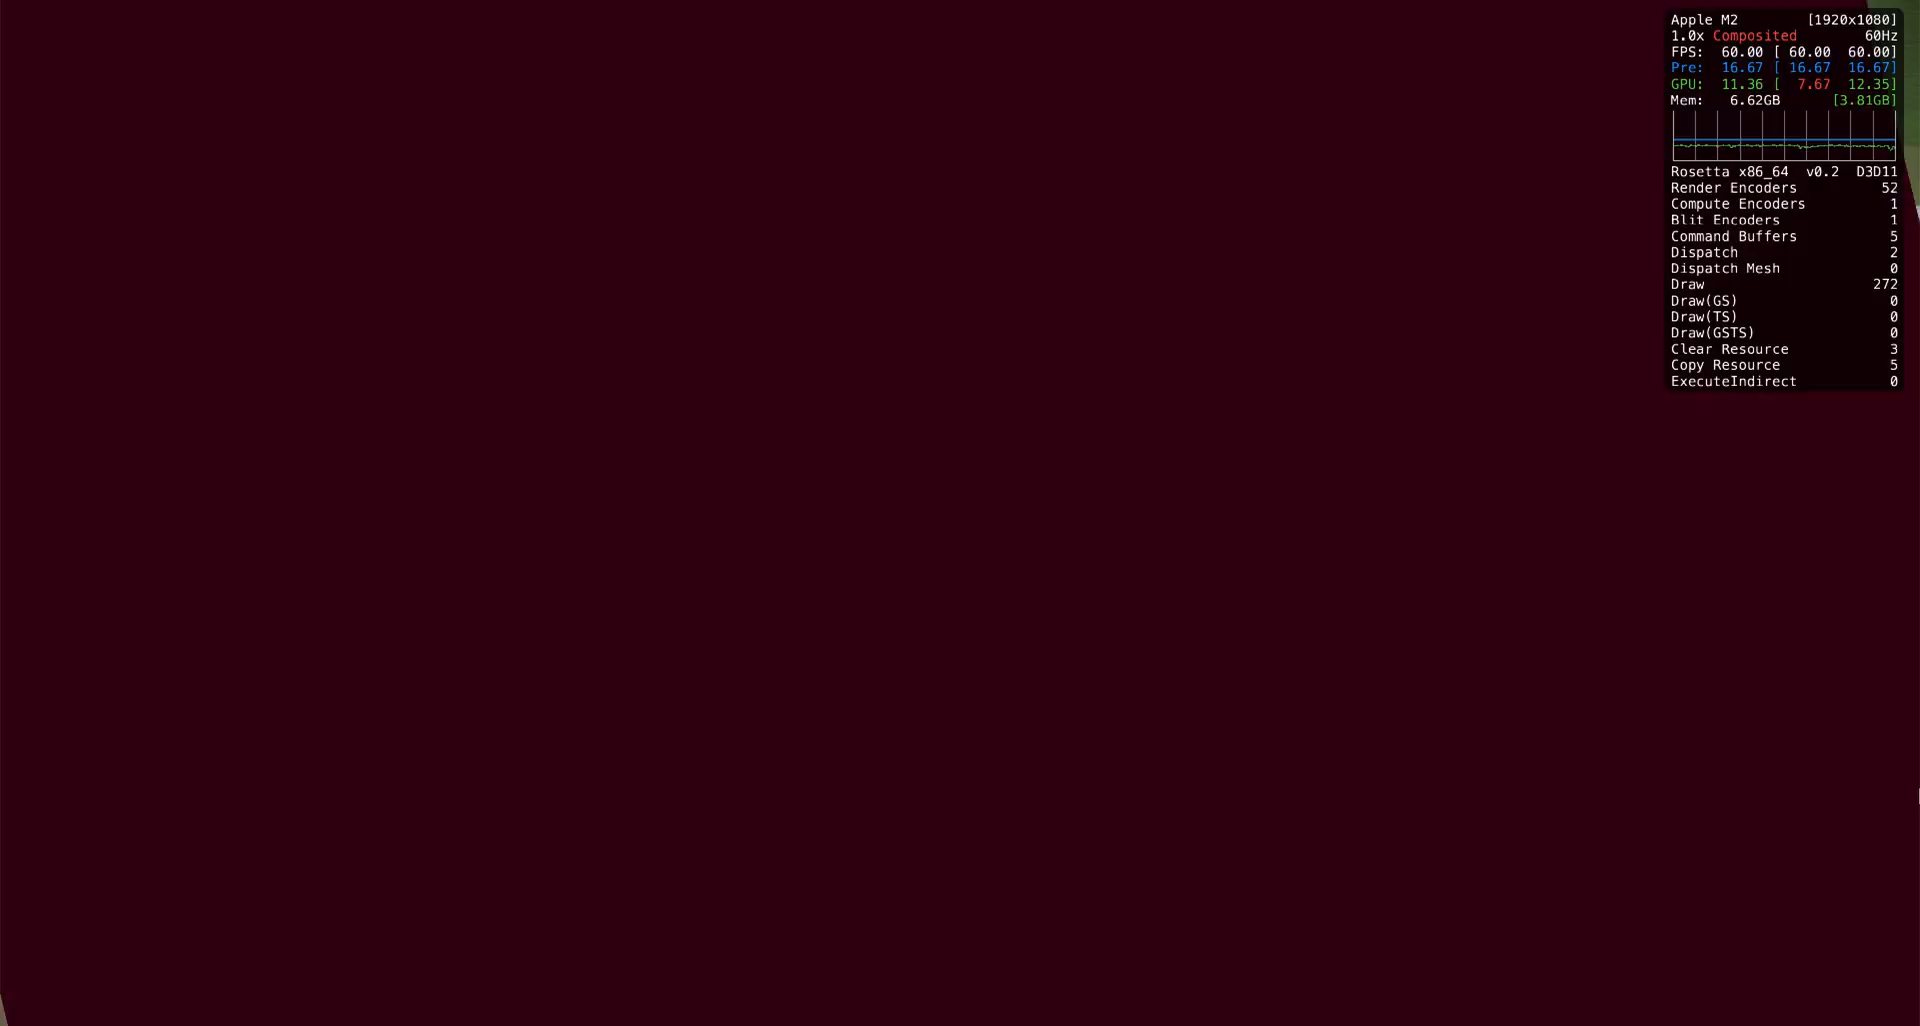 Apple M2 [1920x1080]
1.0x Composited 60Hz
FPS: 60.00 [ 60.00 60.00]
Pre: 16.67 [ 16.67 16.67]
GPU: 11.36 [ 7.67 12.35]
Mem: 6.62GB [3.81GB]
Rosetta x86_64 v0.2 D3D11
Render Encoders 52
Compute Encoders 1
Blit Encoders 1
Command Buffers 5
Dispatch 2
Dispatch Mesh 0
Draw 272
Draw(GS) 0
Draw(TS) 0
Draw(GSTS) 0
Clear Resource 3
Copy Resource 5
ExecuteIndirect 0